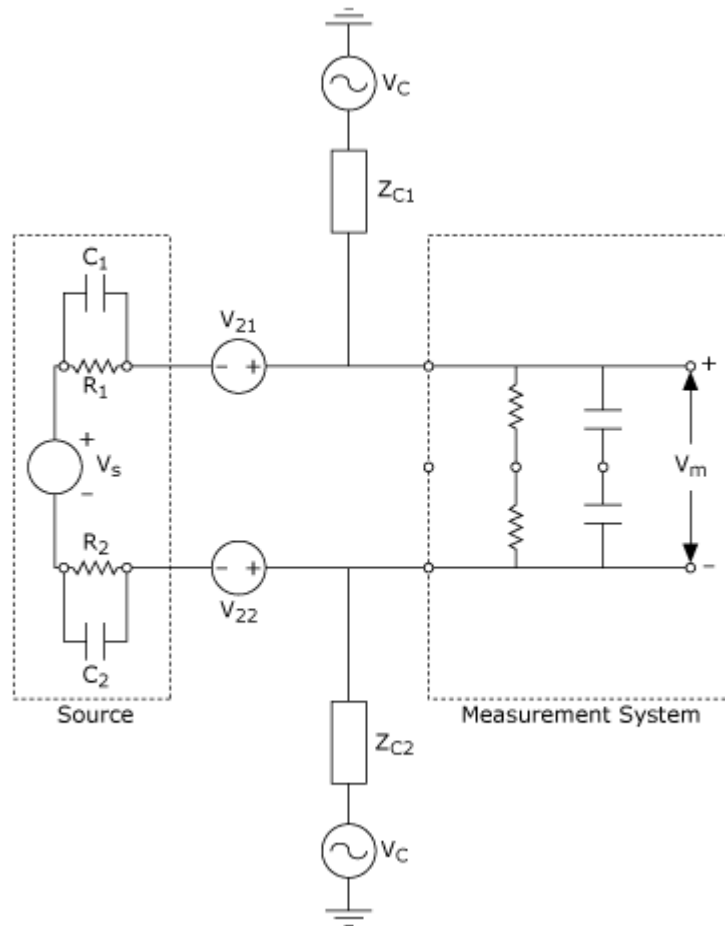 V_C
Z_C1
C_1
V_21
R_1
+
-
+
+
V_s
V_m
-
R_2
-
+
-
V_22
C_2
Source
Measurement System
Z_C2
V_C